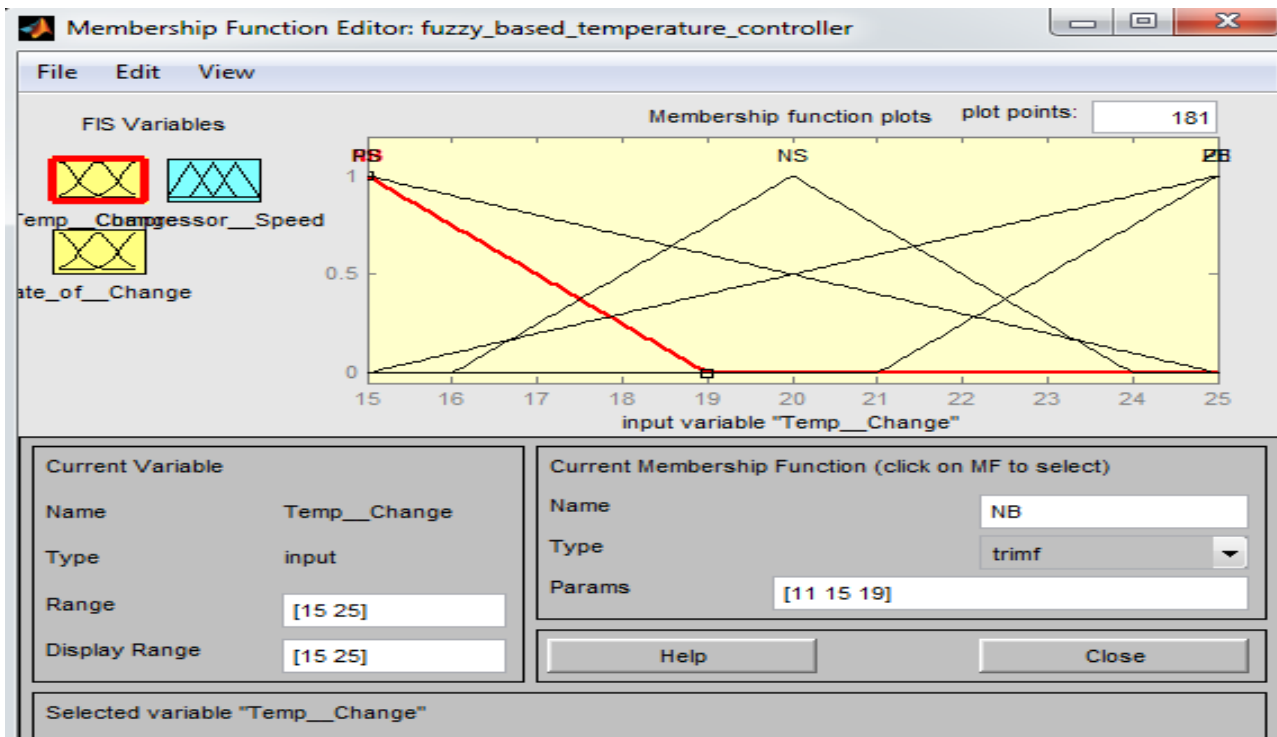 Membership Function Editor: fuzzy_based_temperature_controller
File Edit View
FIS Variables
Membership function plots plot points: 181
NS
1
0.5
0
15 16 17 18 19 20 21 22 23 24 25
input variable "Temp__Change"
ate_of__Change
Current Variable
Name Temp__Change
Type input
Range [15 25]
Display Range [15 25]
Current Membership Function (click on MF to select)
Name NB
Type trimf
Params [11 15 19]
Help Close
Selected variable "Temp__Change"